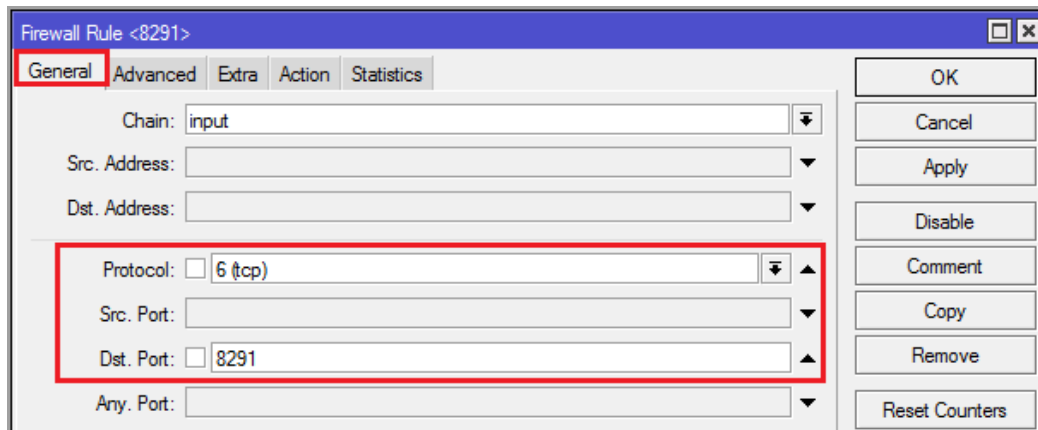 Firewall Rule <8291>
General Advanced Extra Action Statistics
OK
Chain: input
Cancel
Src. Address:
Apply
Dst. Address:
Disable
Protocol: 6 (tcp)
Comment
Src. Port:
Copy
Dst. Port: 8291
Remove
Any. Port:
Reset Counters